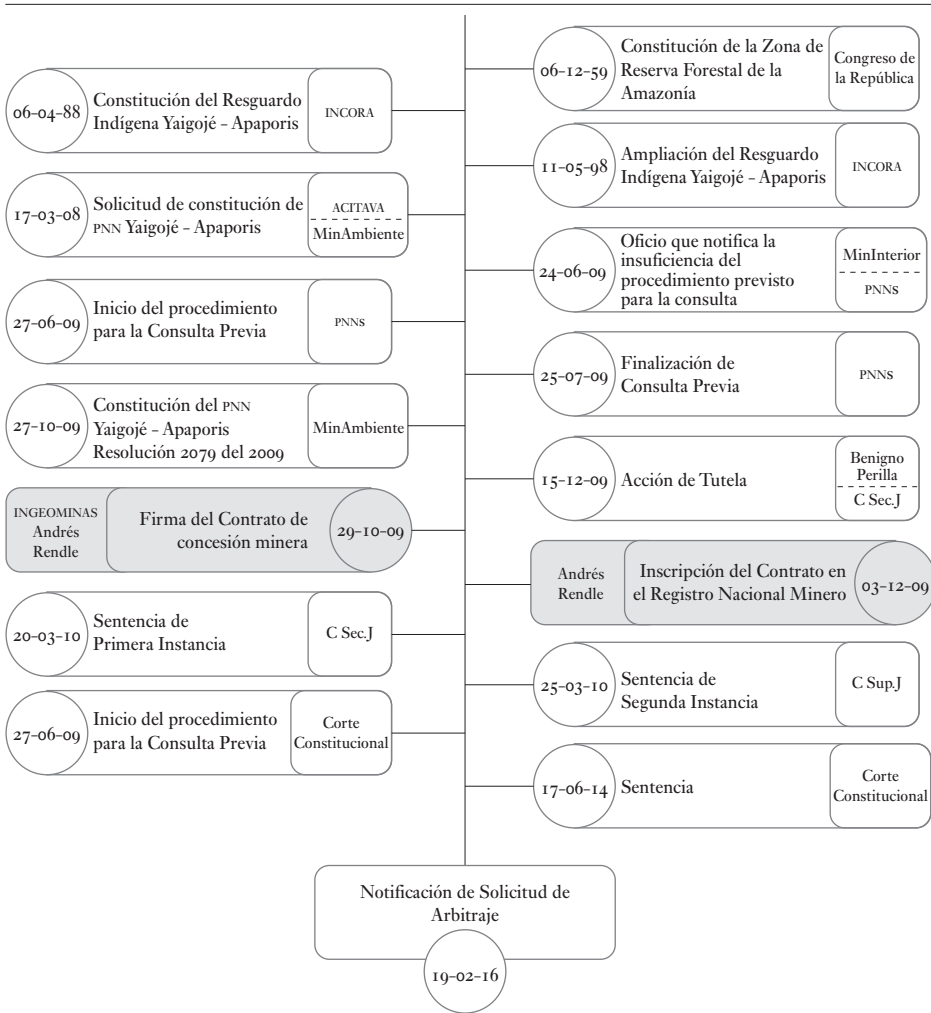 06-12-59
Constitución de la Zona de
Reserva Forestal de la
Amazonía
Congreso de
la República
06-04-88
Constitución del Resguardo
Indígena Yaigojé – Apaporis
INCORA
11-05-98
Ampliación del Resguardo
Indígena Yaigojé – Apaporis
INCORA
17-03-08
Solicitud de constitución de
PNN Yaigojé – Apaporis
ACITAVA
MinAmbiente
24-06-09
Oficio que notifica la
insuficiencia del
procedimiento previsto
para la consulta
MinInterior
PNNS
27-06-09
Inicio del procedimiento
para la Consulta Previa
PNNS
25-07-09
Finalización de
Consulta Previa
PNNS
27-10-09
Constitución del PNN
Yaigojé – Apaporis
Resolución 2079 del 2009
MinAmbiente
15-12-09
Acción de Tutela
Benigno
Perilla
C Sec.J
INGEOMINAS
Andrés
Rendle
Firma del Contrato de
concesión minera
29-10-09
Andrés
Rendle
Inscripción del Contrato en
el Registro Nacional Minero
03-12-09
20-03-10
Sentencia de
Primera Instancia
C Sec.J
25-03-10
Sentencia de
Segunda Instancia
C Sup.J
27-06-09
Inicio del procedimiento
para la Consulta Previa
Corte
Constitucional
17-06-14
Sentencia
Corte
Constitucional
Notificación de Solicitud de
Arbitraje
19-02-16